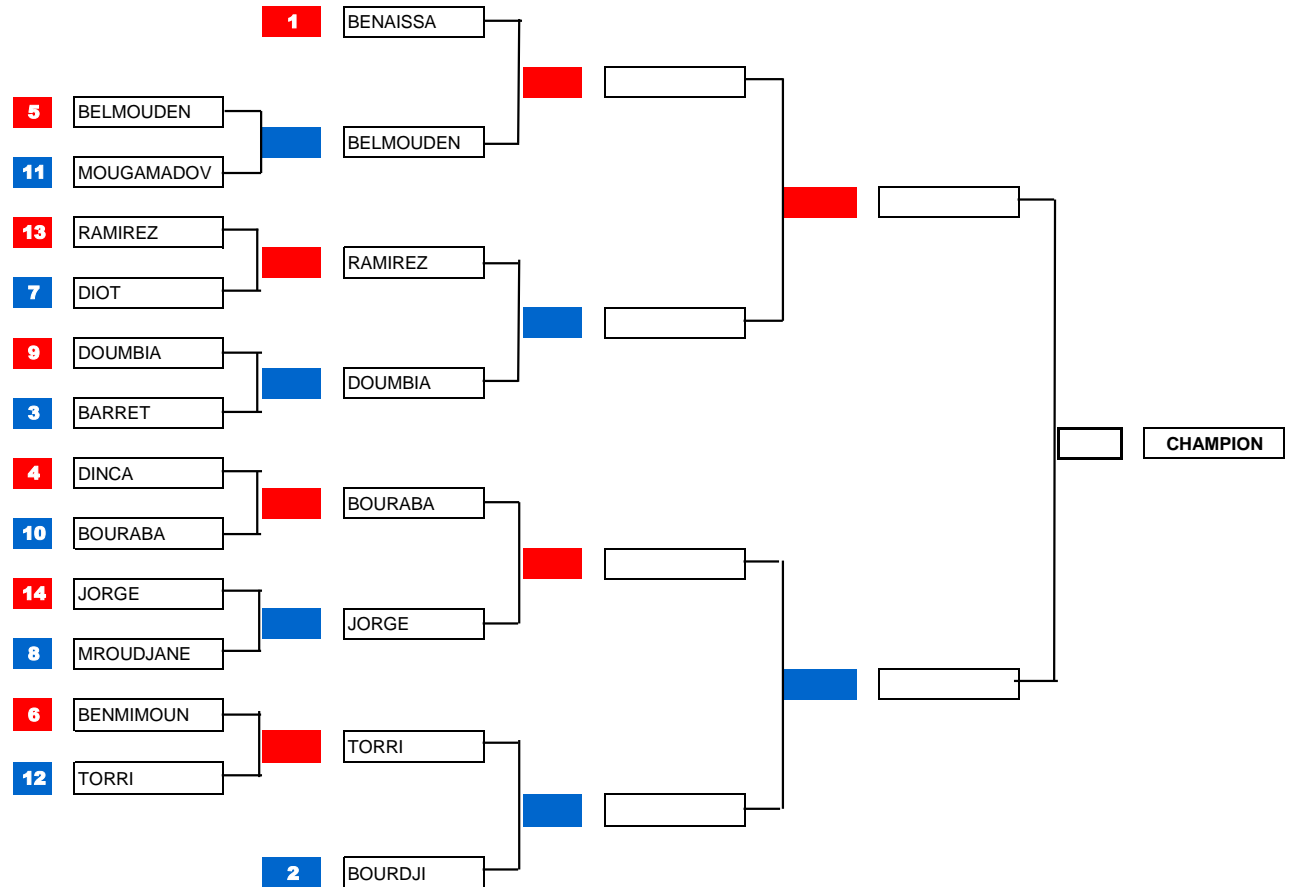 1 BENAISSA
5 BELMOUDEN
BELMOUDEN
11 MOUGAMADOV
13 RAMIREZ
RAMIREZ
7 DIOT
9 DOUMBIA
DOUMBIA
3 BARRET
CHAMPION
4 DINCA
BOURABA
10 BOURABA
14 JORGE
JORGE
8 MROUDJANE
6 BENMIMOUN
TORRI
12 TORRI
2 BOURDJI